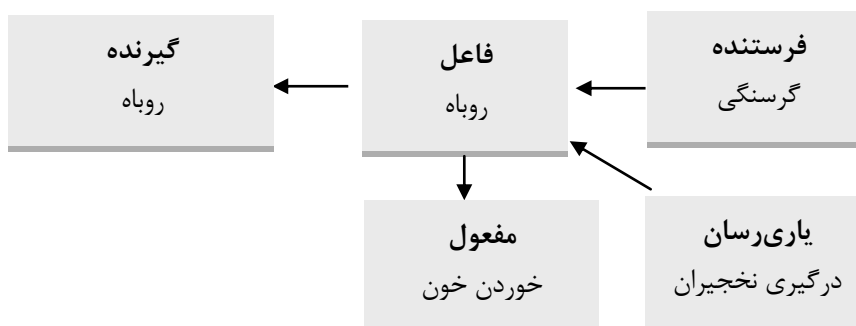 فرستنده
گرسنگی
فاعل
روباه
گیرنده
روباه
یاری‌رسان
درگیری نخجیران
مفعول
خوردن خون